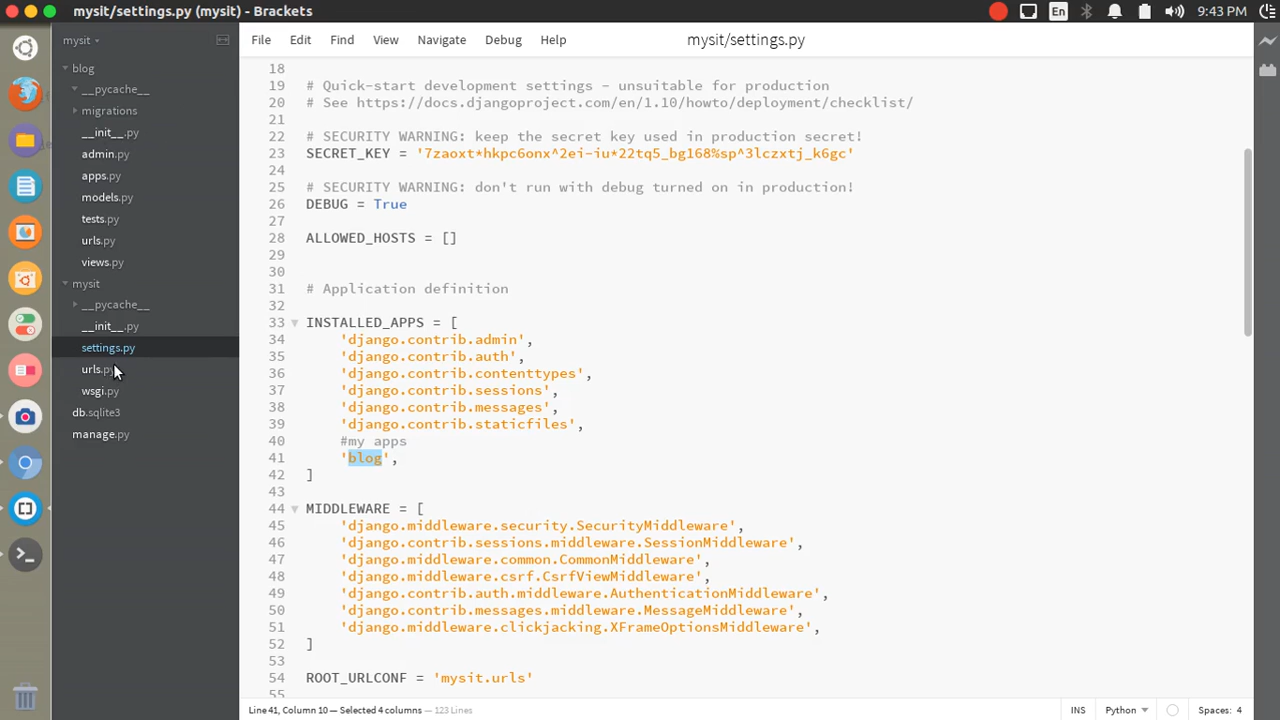 mysit/settings.py (mysit) - Brackets
En
9:43 PM
mysit
File Edit Find View Navigate Debug Help
mysit/settings.py
blog
__pycache__
migrations
__init__.py
admin.py
apps.py
models.py
tests.py
urls.py
views.py
mysit
__pycache__
__init__.py
settings.py
urls.py
wsgi.py
db.sqlite3
manage.py
18
19 # Quick-start development settings - unsuitable for production
20 # See https://docs.djangoproject.com/en/1.10/howto/deployment/checklist/
21
22 # SECURITY WARNING: keep the secret key used in production secret!
23 SECRET_KEY = '7zaoxt*hkpc6onx^2ei-iu*22tq5_bg168%sp^3lczxtj_k6gc'
24
25 # SECURITY WARNING: don't run with debug turned on in production!
26 DEBUG = True
27
28 ALLOWED_HOSTS = []
29
30
31 # Application definition
32
33 INSTALLED_APPS = [
34 'django.contrib.admin',
35 'django.contrib.auth',
36 'django.contrib.contenttypes',
37 'django.contrib.sessions',
38 'django.contrib.messages',
39 'django.contrib.staticfiles',
40 #my apps
41 'blog',
42 ]
43
44 MIDDLEWARE = [
45 'django.middleware.security.SecurityMiddleware',
46 'django.contrib.sessions.middleware.SessionMiddleware',
47 'django.middleware.common.CommonMiddleware',
48 'django.middleware.csrf.CsrfViewMiddleware',
49 'django.contrib.auth.middleware.AuthenticationMiddleware',
50 'django.contrib.messages.middleware.MessageMiddleware',
51 'django.middleware.clickjacking.XFrameOptionsMiddleware',
52 ]
53
54 ROOT_URLCONF = 'mysit.urls'
55
Line 41, Column 10 — Selected 4 columns — 123 Lines
INS Python Spaces: 4